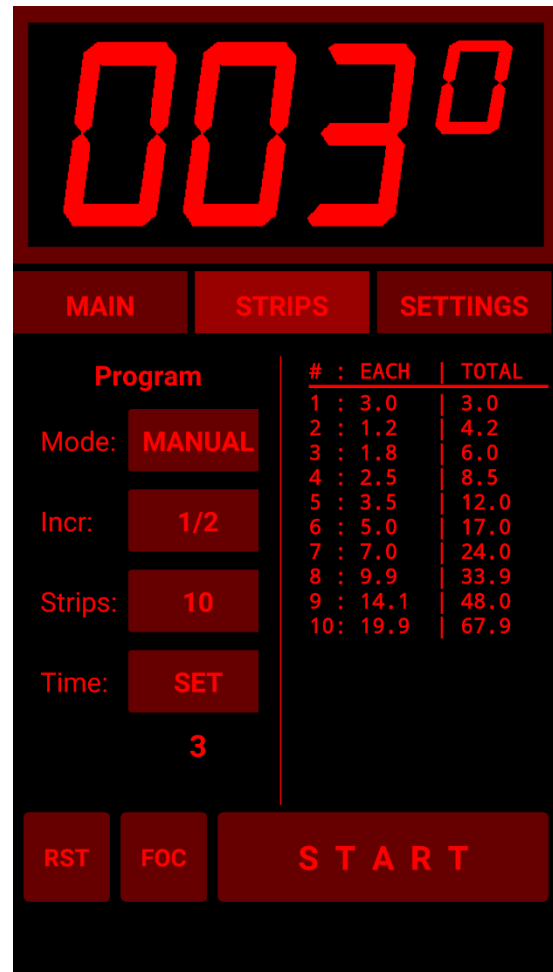 003⁰
MAIN STRIPS SETTINGS
Program
Mode: MANUAL
Incr: 1/2
Strips: 10
Time: SET
3
# : EACH | TOTAL
1 : 3.0 | 3.0
2 : 1.2 | 4.2
3 : 1.8 | 6.0
4 : 2.5 | 8.5
5 : 3.5 | 12.0
6 : 5.0 | 17.0
7 : 7.0 | 24.0
8 : 9.9 | 33.9
9 : 14.1 | 48.0
10: 19.9 | 67.9
RST FOC START